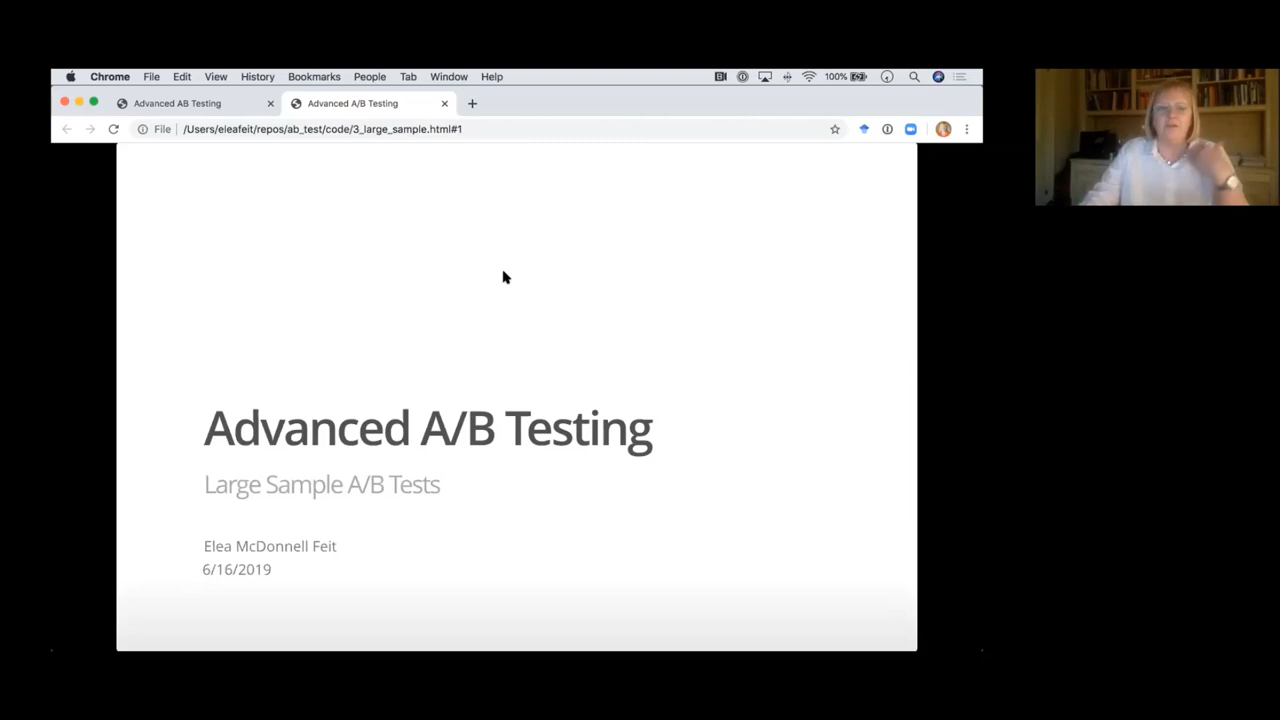 Chrome File Edit View History Bookmarks People Tab Window Help 100%
Advanced AB Testing Advanced A/B Testing
File /Users/eleafeit/repos/ab_test/code/3_large_sample.html#1
Advanced A/B Testing
Large Sample A/B Tests
Elea McDonnell Feit
6/16/2019